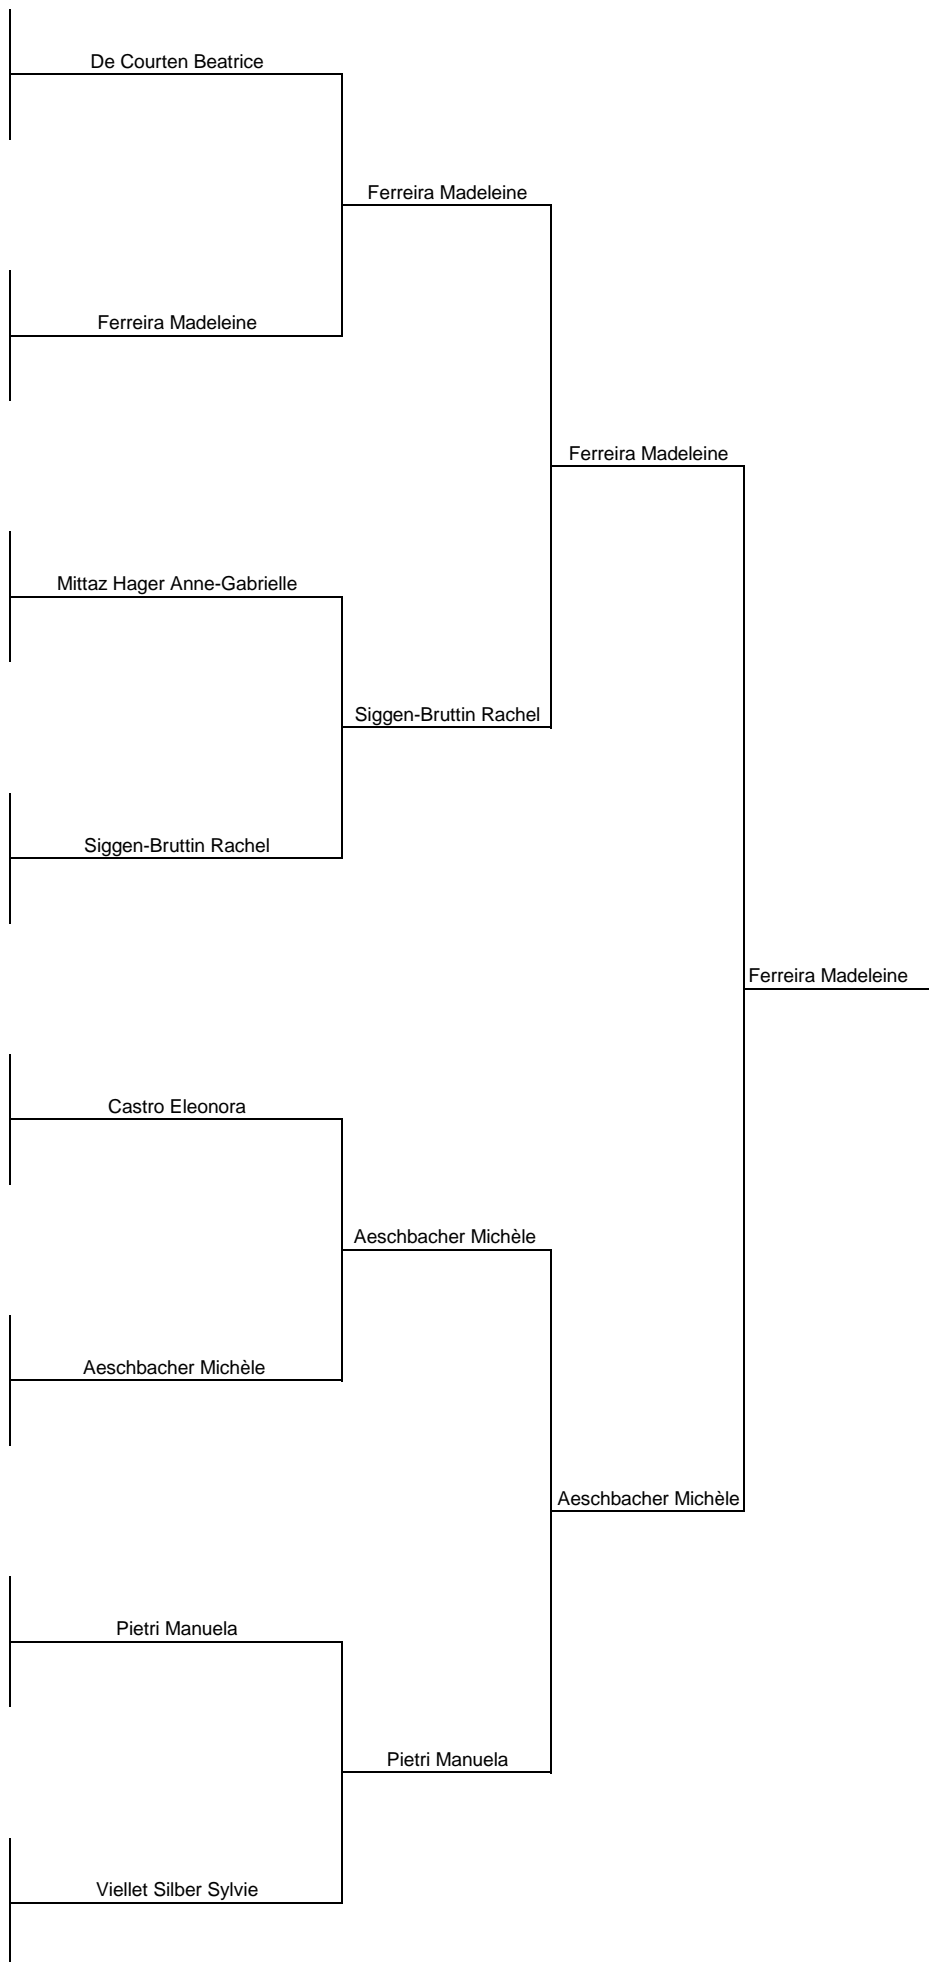 De Courten Beatrice
Ferreira Madeleine
Ferreira Madeleine
Ferreira Madeleine
Mittaz Hager Anne-Gabrielle
Siggen-Bruttin Rachel
Siggen-Bruttin Rachel
Ferreira Madeleine
Castro Eleonora
Aeschbacher Michèle
Aeschbacher Michèle
Aeschbacher Michèle
Pietri Manuela
Pietri Manuela
Viellet Silber Sylvie